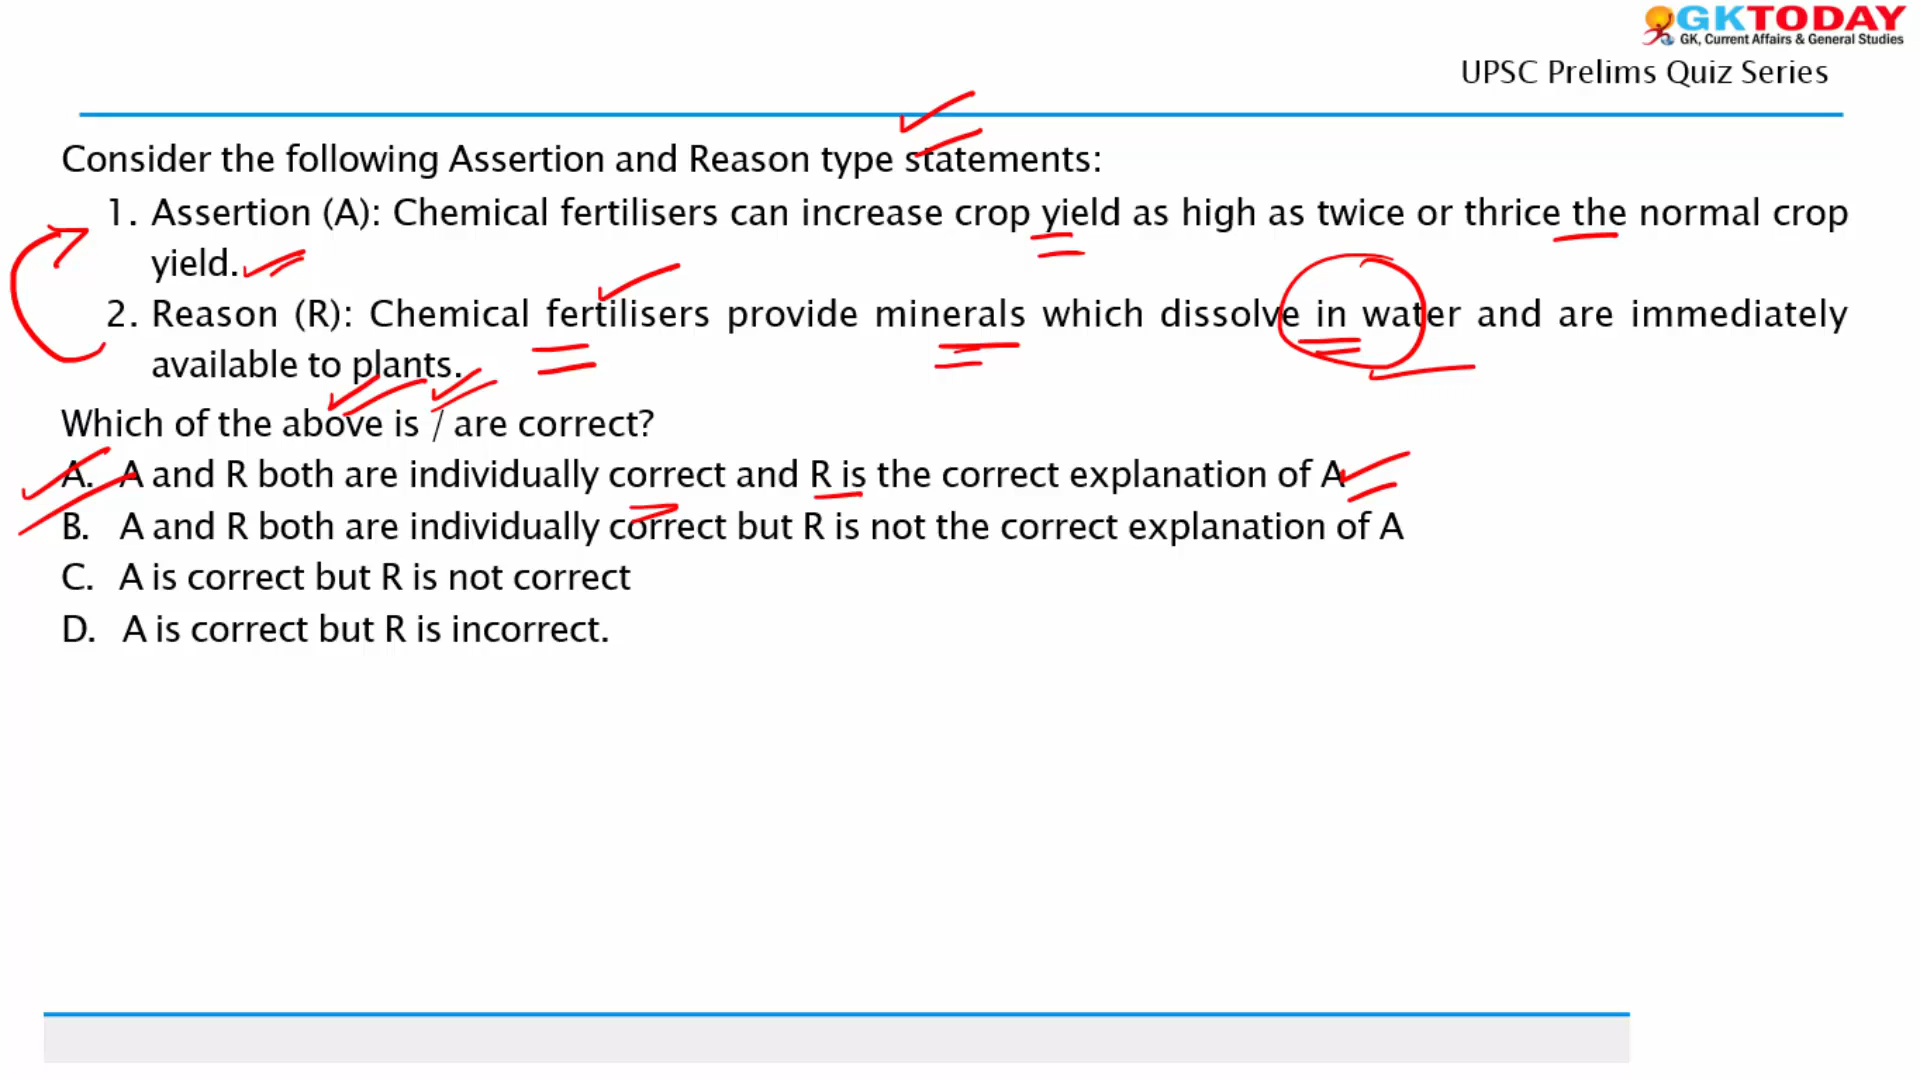 GKTODAY
GK, Current Affairs & General Studies
UPSC Prelims Quiz Series
Consider the following Assertion and Reason type statements:
1. Assertion (A): Chemical fertilisers can increase crop yield as high as twice or thrice the normal crop
yield.
2. Reason (R): Chemical fertilisers provide minerals which dissolve in water and are immediately
available to plants.
Which of the above is / are correct?
A. A and R both are individually correct and R is the correct explanation of A
B. A and R both are individually correct but R is not the correct explanation of A
C. A is correct but R is not correct
D. A is correct but R is incorrect.